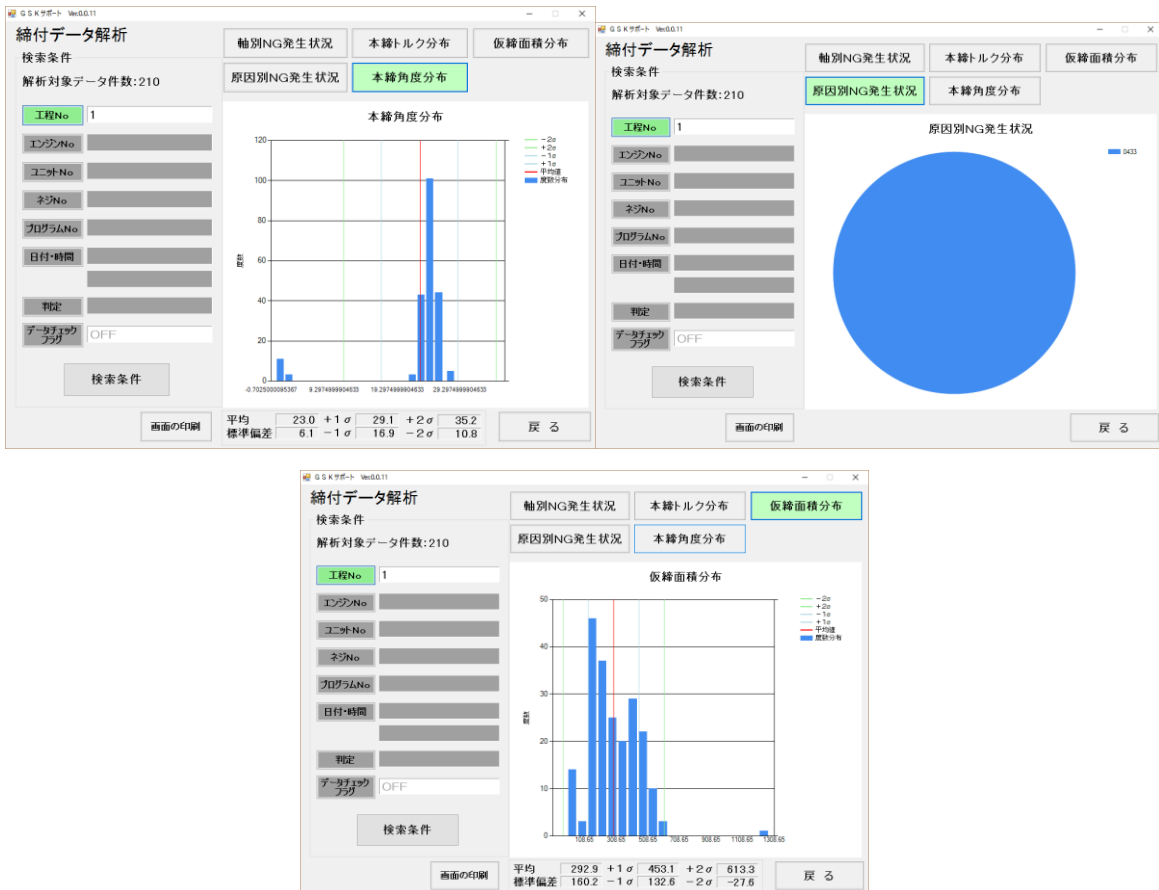 GSKサポート Ver.0.0.11
締付データ解析
検索条件
解析対象データ件数:210
工程No 1
エンジンNo
ユニットNo
ネジNo
プログラムNo
日付・時間
判定
データチェック
フラグ OFF
検索条件
画面の印刷
軸別NG発生状況 本締トルク分布 仮締面積分布
原因別NG発生状況 本締角度分布
本締角度分布
120
100
80
60
40
20
0
度数
-0.7025000095367 9.2974999904633 19.2974999904633 29.2974999904633
-2σ
+2σ
-1σ
+1σ
平均値
度数分布
平均 23.0 +1σ 29.1 +2σ 35.2
標準偏差 6.1 -1σ 16.9 -2σ 10.8
戻る
GSKサポート Ver.0.0.11
締付データ解析
検索条件
解析対象データ件数:210
工程No 1
エンジンNo
ユニットNo
ネジNo
プログラムNo
日付・時間
判定
データチェック
フラグ OFF
検索条件
画面の印刷
軸別NG発生状況 本締トルク分布 仮締面積分布
原因別NG発生状況 本締角度分布
原因別NG発生状況
0433
戻る
GSKサポート Ver.0.0.11
締付データ解析
検索条件
解析対象データ件数:210
工程No 1
エンジンNo
ユニットNo
ネジNo
プログラムNo
日付・時間
判定
データチェック
フラグ OFF
検索条件
画面の印刷
軸別NG発生状況 本締トルク分布 仮締面積分布
原因別NG発生状況 本締角度分布
仮締面積分布
50
40
30
20
10
0
度数
108.65 308.65 508.65 708.65 908.65 1108.65 1308.65
-2σ
+2σ
-1σ
+1σ
平均値
度数分布
平均 292.9 +1σ 453.1 +2σ 613.3
標準偏差 160.2 -1σ 132.6 -2σ -27.6
戻る